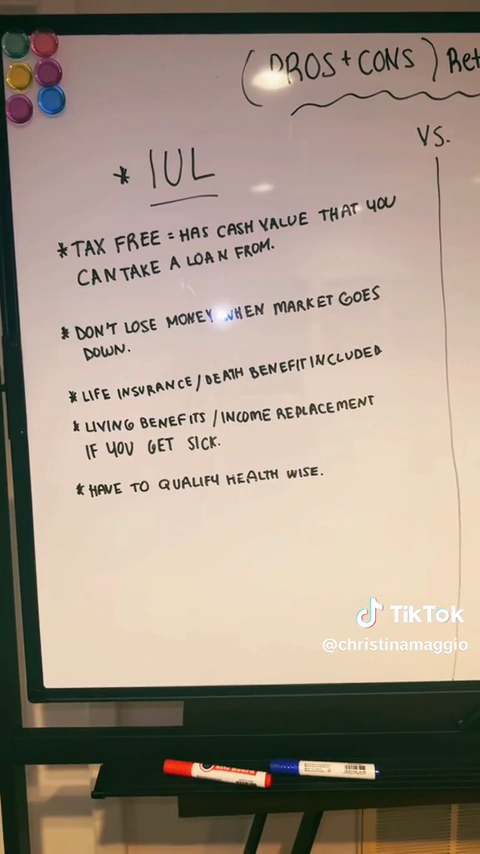 (PROS + CONS) Ret
VS.
* IUL
* TAX FREE = HAS CASH VALUE THAT YOU
CAN TAKE A LOAN FROM.
* DON'T LOSE MONEY WHEN MARKET GOES
DOWN.
* LIFE INSURANCE / DEATH BENEFIT INCLUDED
* LIVING BENEFITS / INCOME REPLACEMENT
IF YOU GET SICK.
* HAVE TO QUALIFY HEALTH WISE.
TikTok
@christinamaggio